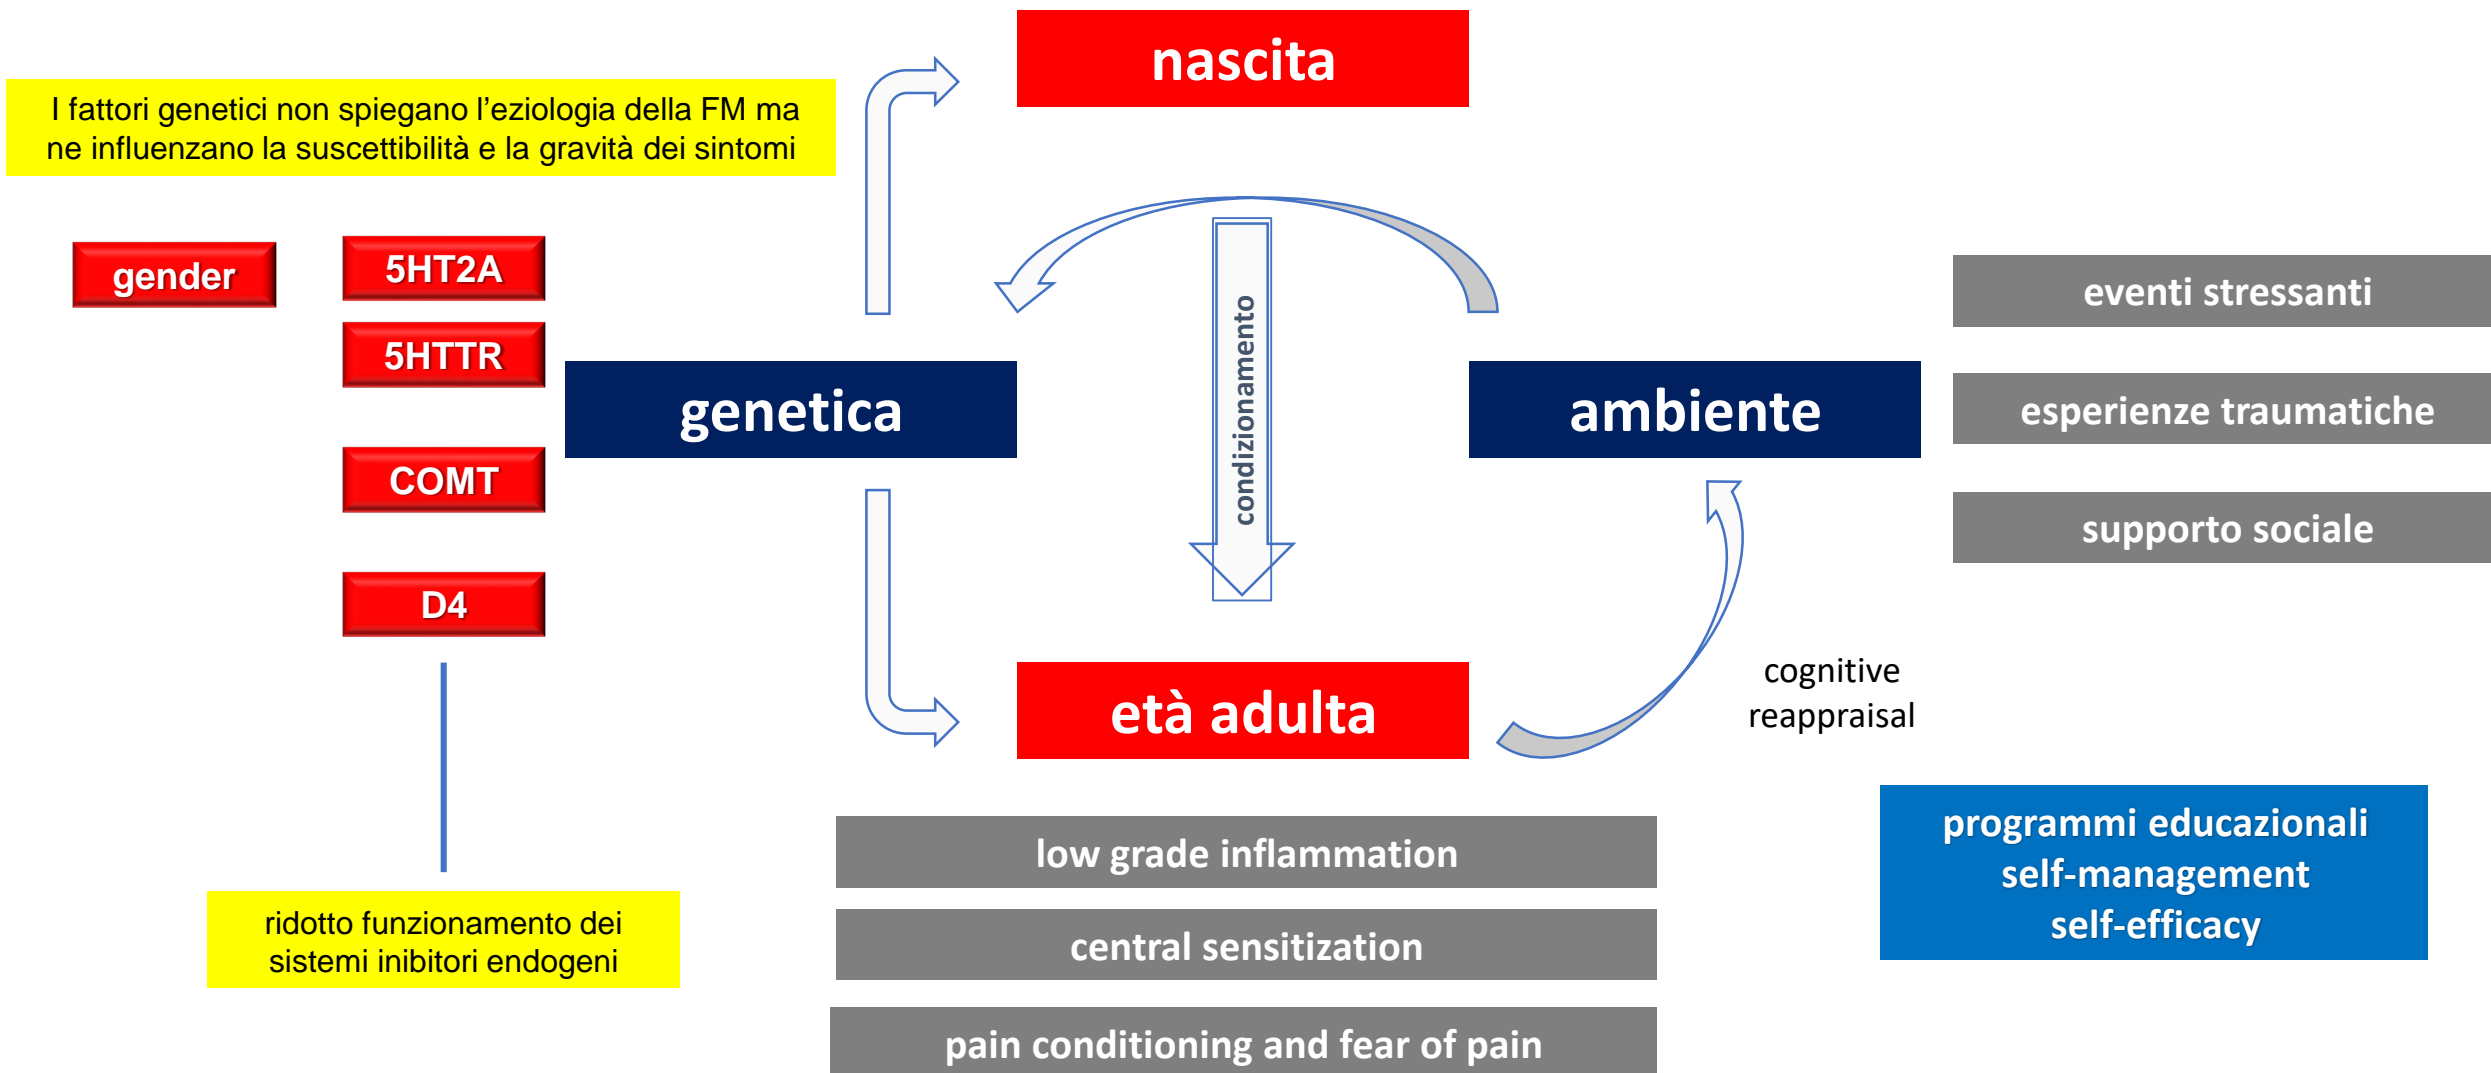 nascita
I fattori genetici non spiegano l’eziologia della FM ma
ne influenzano la suscettibilità e la gravità dei sintomi
gender
5HT2A
5HTTR
COMT
D4
genetica
condizionamento
ambiente
eventi stressanti
esperienze traumatiche
supporto sociale
età adulta
cognitive
reappraisal
low grade inflammation
central sensitization
pain conditioning and fear of pain
programmi educazionali
self-management
self-efficacy
ridotto funzionamento dei
sistemi inibitori endogeni